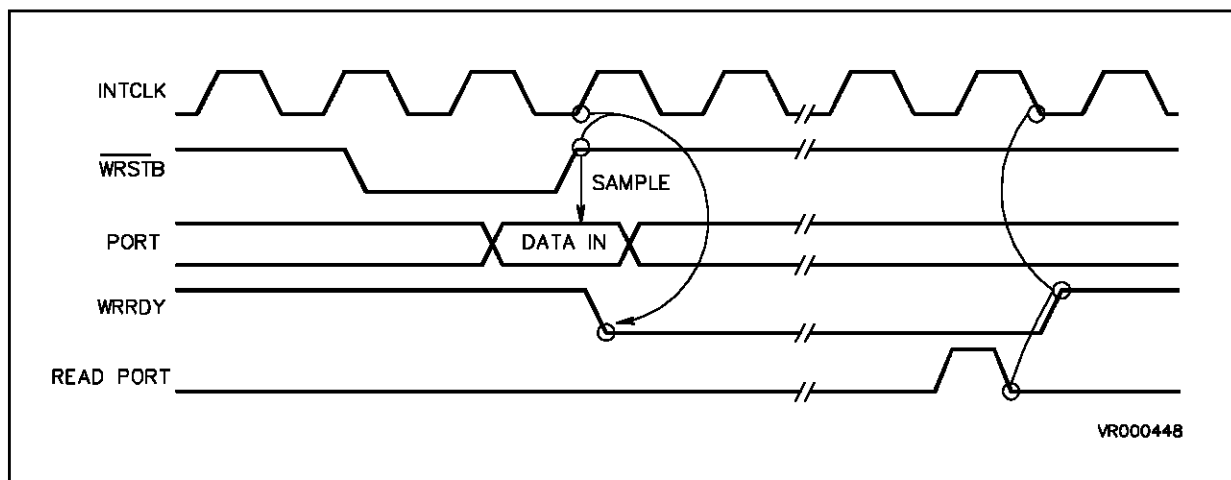 INTCLK
WRSTB
SAMPLE
PORT
DATA IN
WRRDY
READ PORT
VR000448